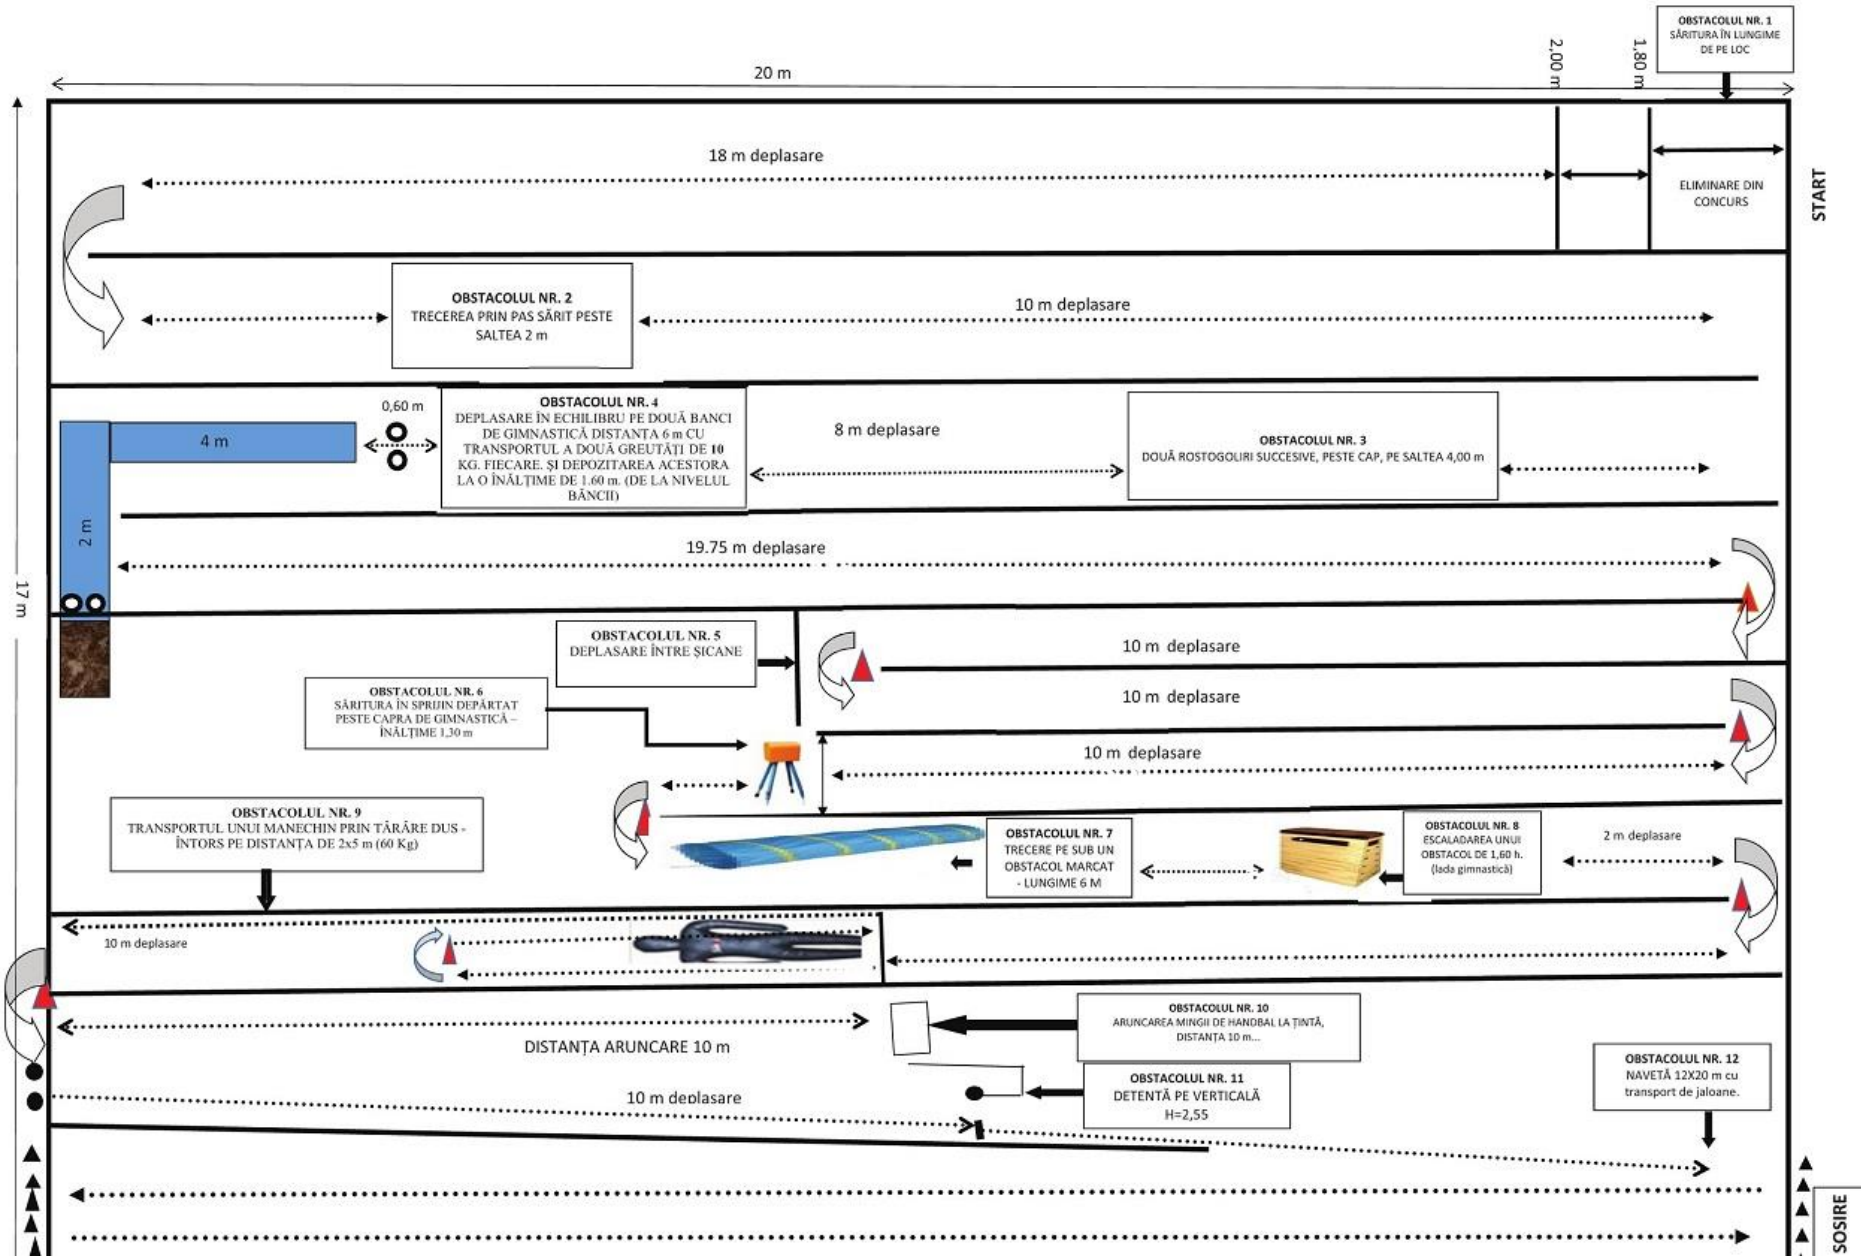 OBSTACOLUL NR. 1
SĂRITURA ÎN LUNGIME
DE PE LOC
2,00 m
1,80 m
20 m
18 m deplasare
ELIMINARE DIN
CONCURS
START
OBSTACOLUL NR. 2
TRECEREA PRIN PAS SĂRIT PESTE
SALTEA 2 m
10 m deplasare
4 m
0,60 m
OBSTACOLUL NR. 4
DEPLASARE ÎN ECHILIBRU PE DOUĂ BANCI
DE GIMNASTICĂ DISTANȚA 6 m CU
TRANSPORTUL A DOUĂ GREUTĂȚI DE 10
KG. FIECARE. ȘI DEPOZITAREA ACESTORA
LA O ÎNĂLȚIME DE 1.60 m. (DE LA NIVELUL
BĂNCII)
8 m deplasare
OBSTACOLUL NR. 3
DOUĂ ROSTOGOLIRI SUCCESIVE, PESTE CAP, PE SALTEA 4,00 m
2 m
19.75 m deplasare
17 m
OBSTACOLUL NR. 5
DEPLASARE ÎNTRE ȘICANE
10 m deplasare
OBSTACOLUL NR. 6
SĂRITURA ÎN SPRIJIN DEPĂRTAT
PESTE CAPRA DE GIMNASTICĂ –
ÎNĂLȚIME 1,30 m
10 m deplasare
10 m deplasare
OBSTACOLUL NR. 9
TRANSPORTUL UNUI MANECHIN PRIN TÂRÂRE DUS -
ÎNTORS PE DISTANȚA DE 2x5 m (60 Kg)
OBSTACOLUL NR. 7
TRECERE PE SUB UN
OBSTACOL MARCAT
- LUNGIME 6 M
OBSTACOLUL NR. 8
ESCALADAREA UNUI
OBSTACOL DE 1,60 h.
(lada gimnastică)
2 m deplasare
10 m deplasare
OBSTACOLUL NR. 10
ARUNCAREA MINGII DE HANDBAL LA ȚINTĂ,
DISTANȚA 10 m...
DISTANȚA ARUNCARE 10 m
OBSTACOLUL NR. 11
DETENTĂ PE VERTICALĂ
H=2,55
10 m deplasare
OBSTACOLUL NR. 12
NAVETĂ 12X20 m cu
transport de jaloane.
SOSIRE